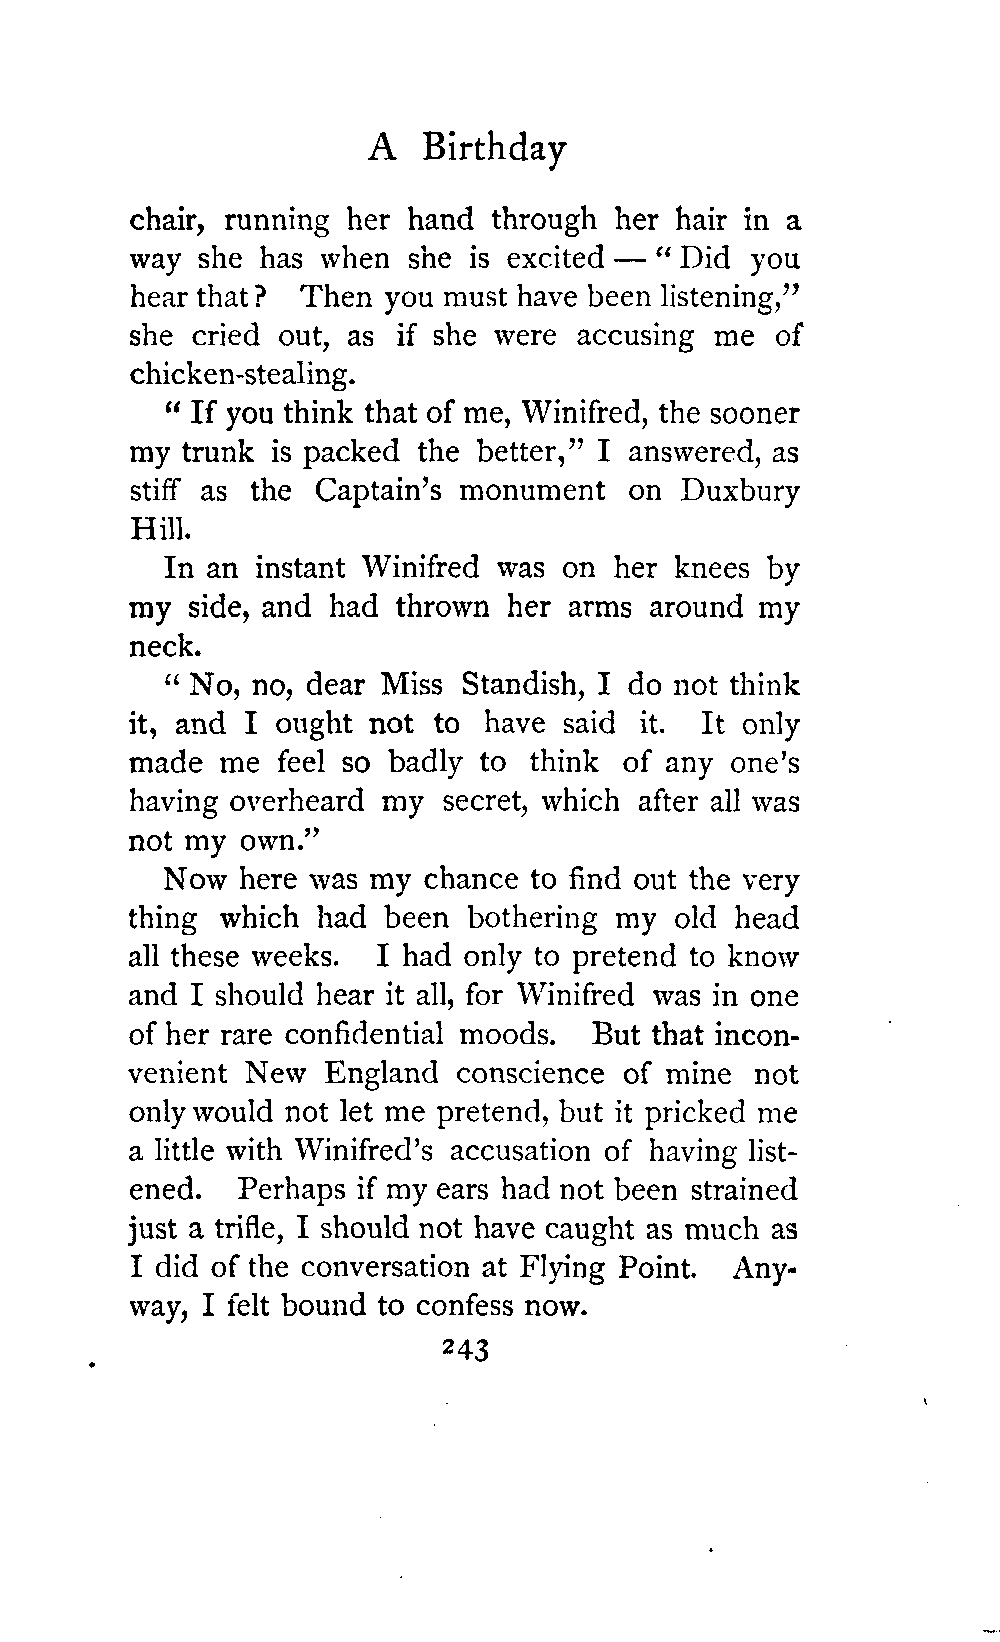 A Birthday
chair, running her hand through her hair in a
way she has when she is excited — “Did you
hear that? Then you must have been listening,”
she cried out, as if she were accusing me of
chicken-stealing.
“If you think that of me, Winifred, the sooner
my trunk is packed the better,” I answered, as
stiff as the Captain’s monument on Duxbury
Hill.
In an instant Winifred was on her knees by
my side, and had thrown her arms around my
neck.
“No, no, dear Miss Standish, I do not think
it, and I ought not to have said it. It only
made me feel so badly to think of any one’s
having overheard my secret, which after all was
not my own.”
Now here was my chance to find out the very
thing which had been bothering my old head
all these weeks. I had only to pretend to know
and I should hear it all, for Winifred was in one
of her rare confidential moods. But that incon-
venient New England conscience of mine not
only would not let me pretend, but it pricked me
a little with Winifred’s accusation of having list-
ened. Perhaps if my ears had not been strained
just a trifle, I should not have caught as much as
I did of the conversation at Flying Point. Any-
way, I felt bound to confess now.
243